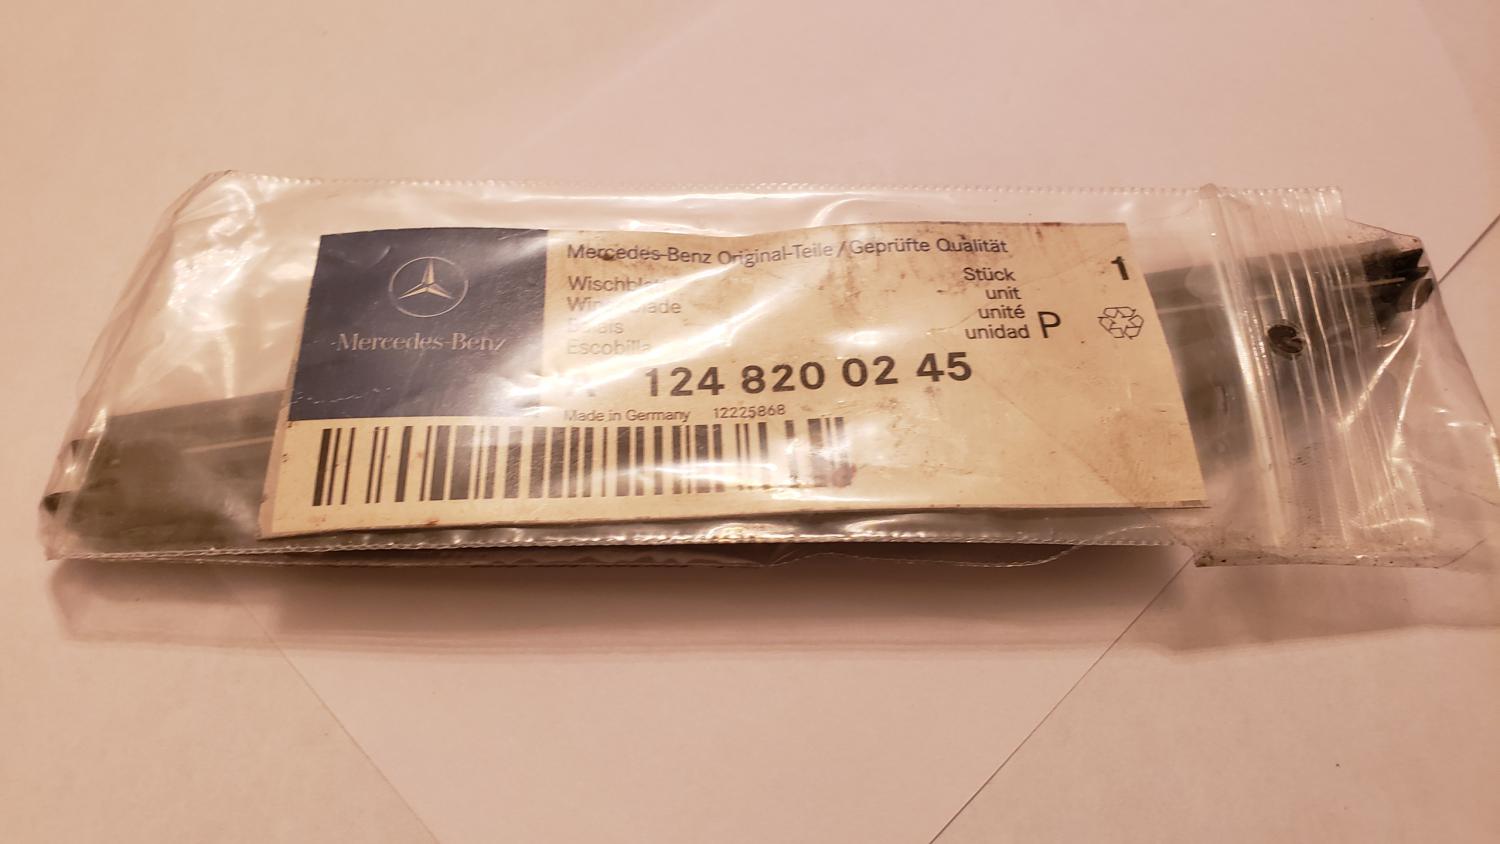 Mercedes-Benz
Mercedes-Benz Original-Teile/Geprüfte Qualität
Stück 1
unit
unité
unidad P
A 124 820 02 45
Made in Germany 12225868